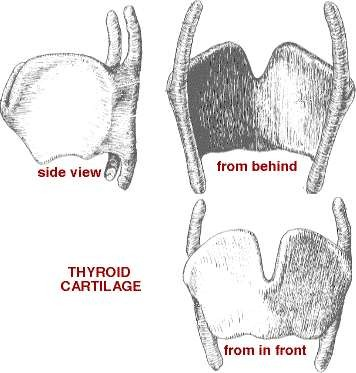 side view
from behind
THYROID
CARTILAGE
from in front